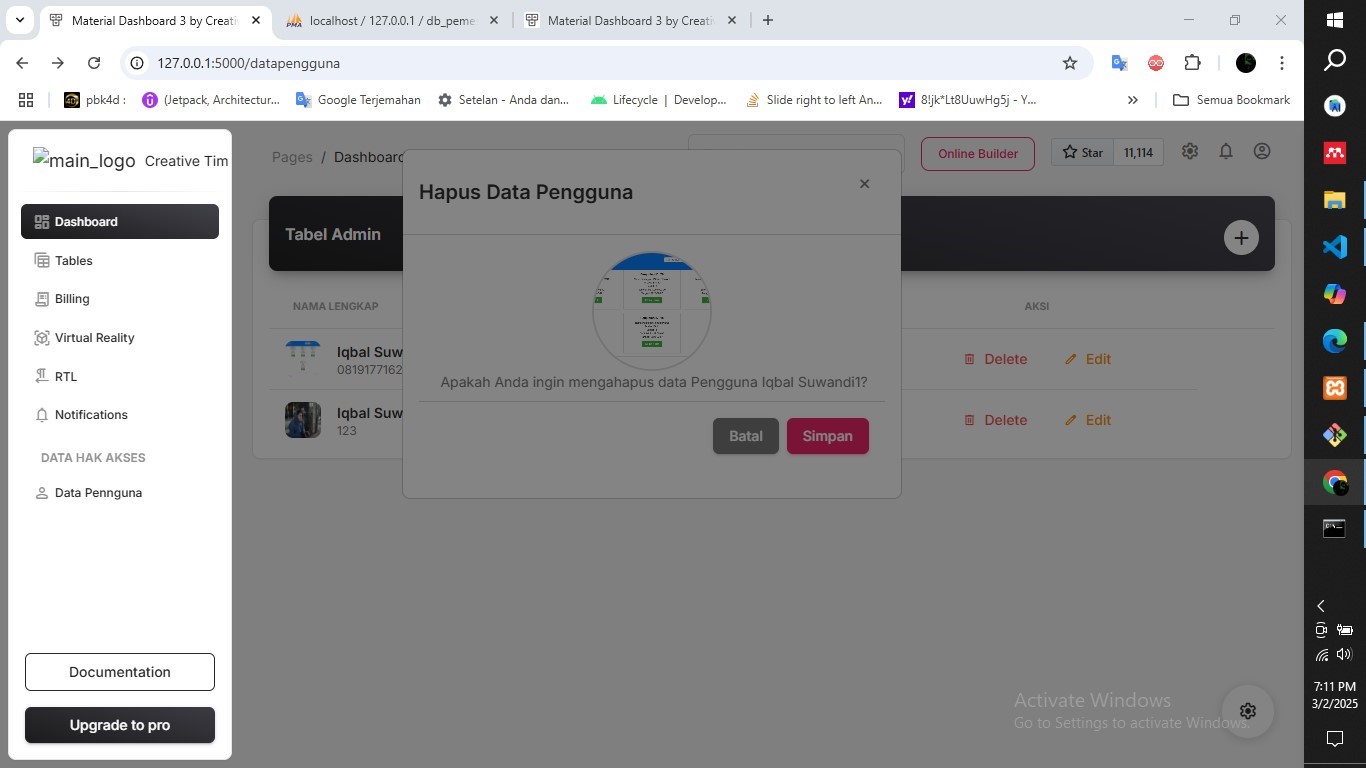 Material Dashboard 3 by Creati
localhost / 127.0.0.1 / db_peme
Material Dashboard 3 by Creati
127.0.0.1:5000/datapengguna
pbk4d :
(Jetpack, Architectur...
Google Terjemahan
Setelan - Anda dan...
Lifecycle | Develop...
Slide right to left An...
8!jk*Lt8UuwHg5j - Y...
Semua Bookmark
main_logo Creative Tim
Dashboard
Tables
Billing
Virtual Reality
RTL
Notifications
DATA HAK AKSES
Data Pennguna
Documentation
Upgrade to pro
Pages / Dashboard
Online Builder
Star 11,114
Tabel Admin
NAMA LENGKAP
AKSI
Iqbal Suw
0819177162
Delete Edit
Iqbal Suw
123
Delete Edit
Hapus Data Pengguna
Apakah Anda ingin mengahapus data Pengguna Iqbal Suwandi1?
Batal Simpan
Activate Windows
Go to Settings to activate Windows.
7:11 PM
3/2/2025